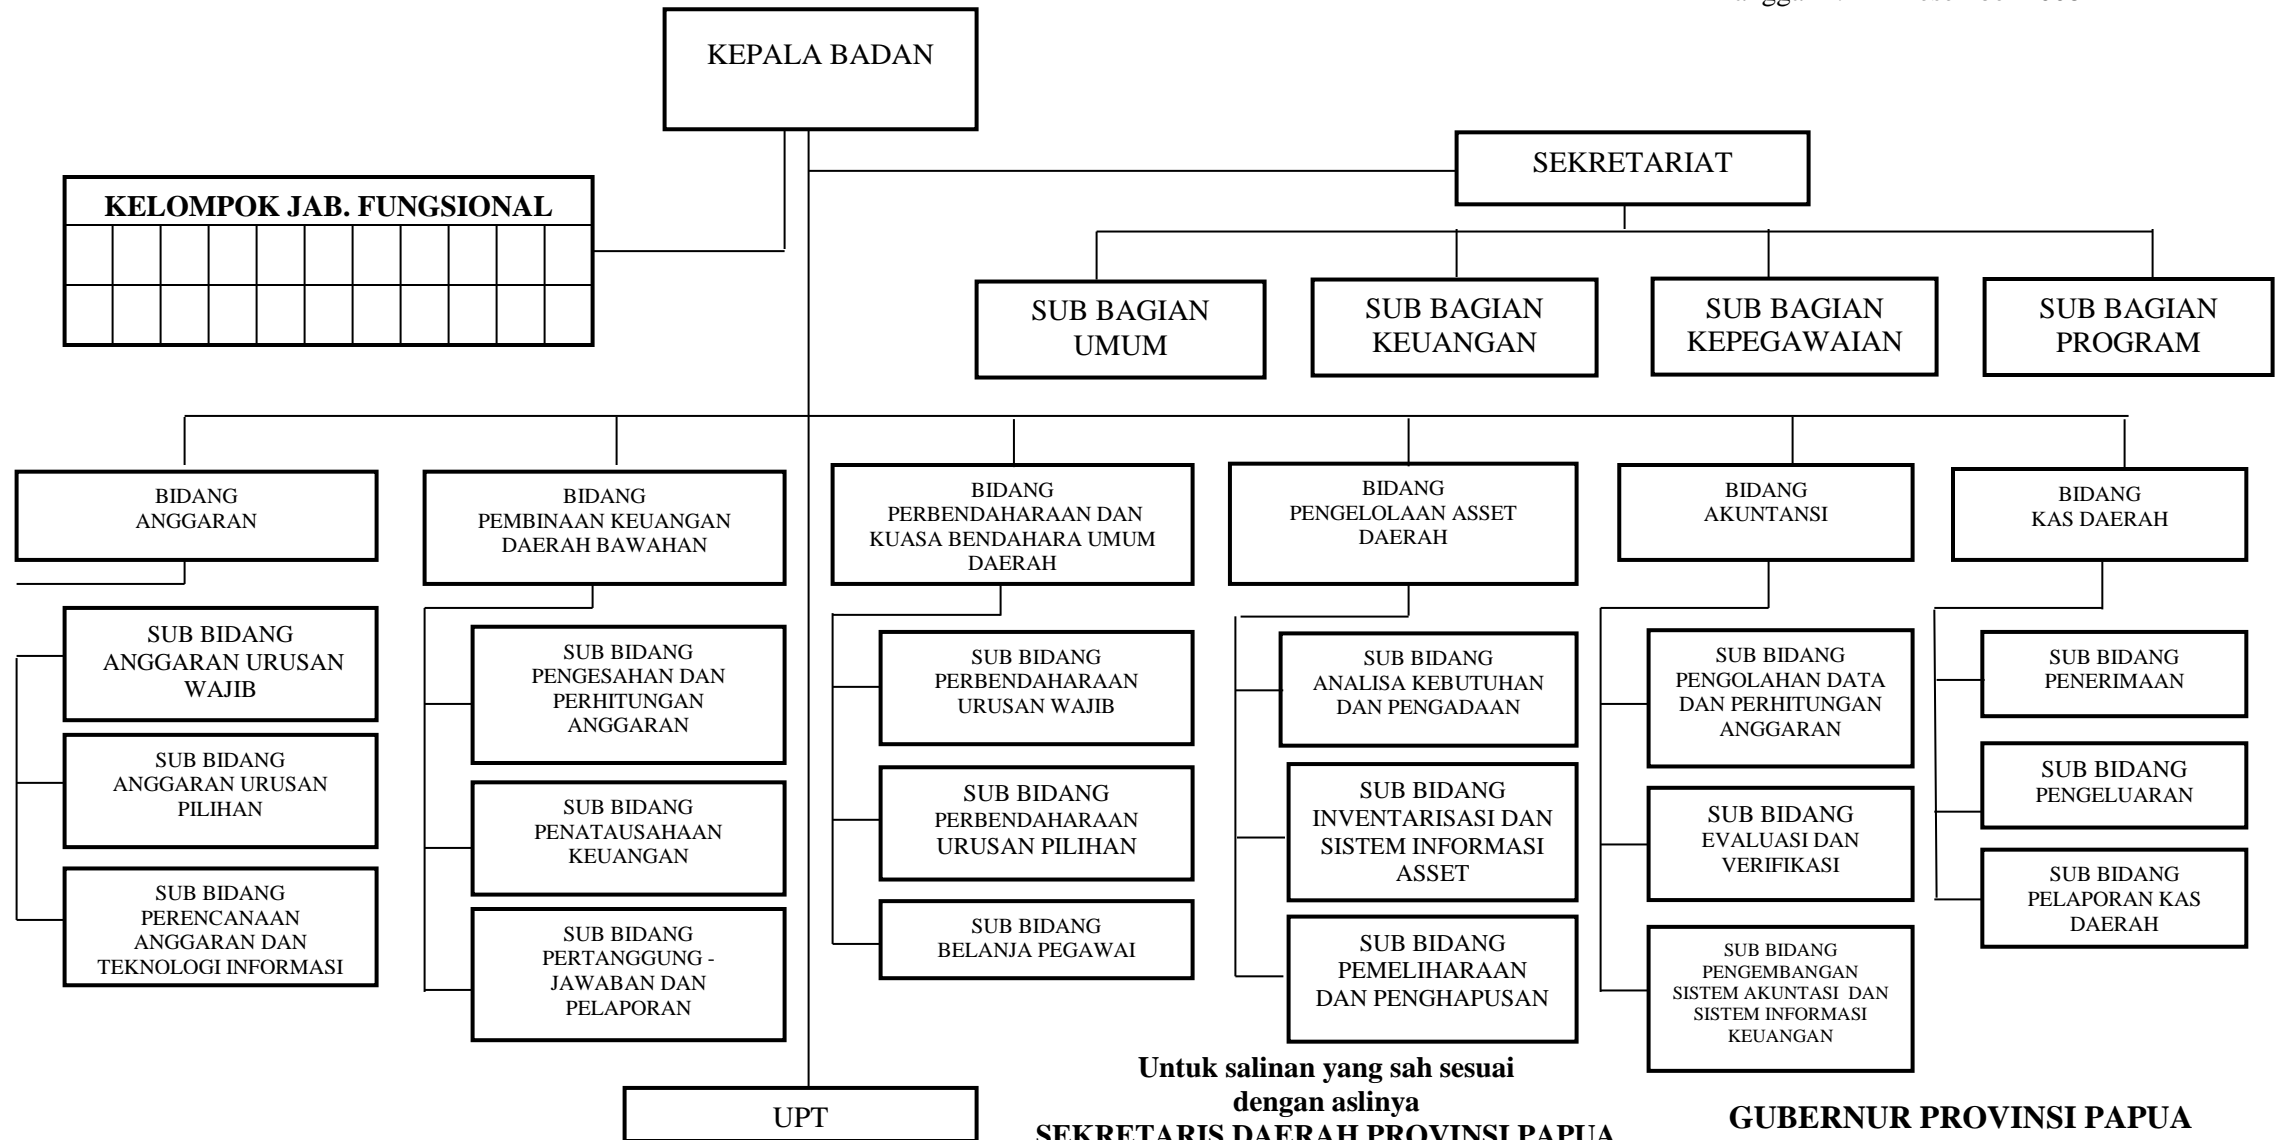 KEPALA BADAN
SEKRETARIAT
KELOMPOK JAB. FUNGSIONAL
SUB BAGIAN
UMUM
SUB BAGIAN
KEUANGAN
SUB BAGIAN
KEPEGAWAIAN
SUB BAGIAN
PROGRAM
BIDANG
ANGGARAN
BIDANG
PEMBINAAN KEUANGAN
DAERAH BAWAHAN
BIDANG
PERBENDAHARAAN DAN
KUASA BENDAHARA UMUM
DAERAH
BIDANG
PENGELOLAAN ASSET
DAERAH
BIDANG
AKUNTANSI
BIDANG
KAS DAERAH
SUB BIDANG
ANGGARAN URUSAN
WAJIB
SUB BIDANG
ANGGARAN URUSAN
PILIHAN
SUB BIDANG
PERENCANAAN
ANGGARAN DAN
TEKNOLOGI INFORMASI
SUB BIDANG
PENGESAHAN DAN
PERHITUNGAN
ANGGARAN
SUB BIDANG
PENATAUSAHAAN
KEUANGAN
SUB BIDANG
PERTANGGUNG -
JAWABAN DAN
PELAPORAN
SUB BIDANG
PERBENDAHARAAN
URUSAN WAJIB
SUB BIDANG
PERBENDAHARAAN
URUSAN PILIHAN
SUB BIDANG
BELANJA PEGAWAI
SUB BIDANG
ANALISA KEBUTUHAN
DAN PENGADAAN
SUB BIDANG
INVENTARISASI DAN
SISTEM INFORMASI
ASSET
SUB BIDANG
PEMELIHARAAN
DAN PENGHAPUSAN
SUB BIDANG
PENGOLAHAN DATA
DAN PERHITUNGAN
ANGGARAN
SUB BIDANG
EVALUASI DAN
VERIFIKASI
SUB BIDANG
PENGEMBANGAN
SISTEM AKUNTASI DAN
SISTEM INFORMASI
KEUANGAN
SUB BIDANG
PENERIMAAN
SUB BIDANG
PENGELUARAN
SUB BIDANG
PELAPORAN KAS
DAERAH
UPT
Untuk salinan yang sah sesuai
dengan aslinya
SEKRETARIS DAERAH PROVINSI PAPUA
GUBERNUR PROVINSI PAPUA